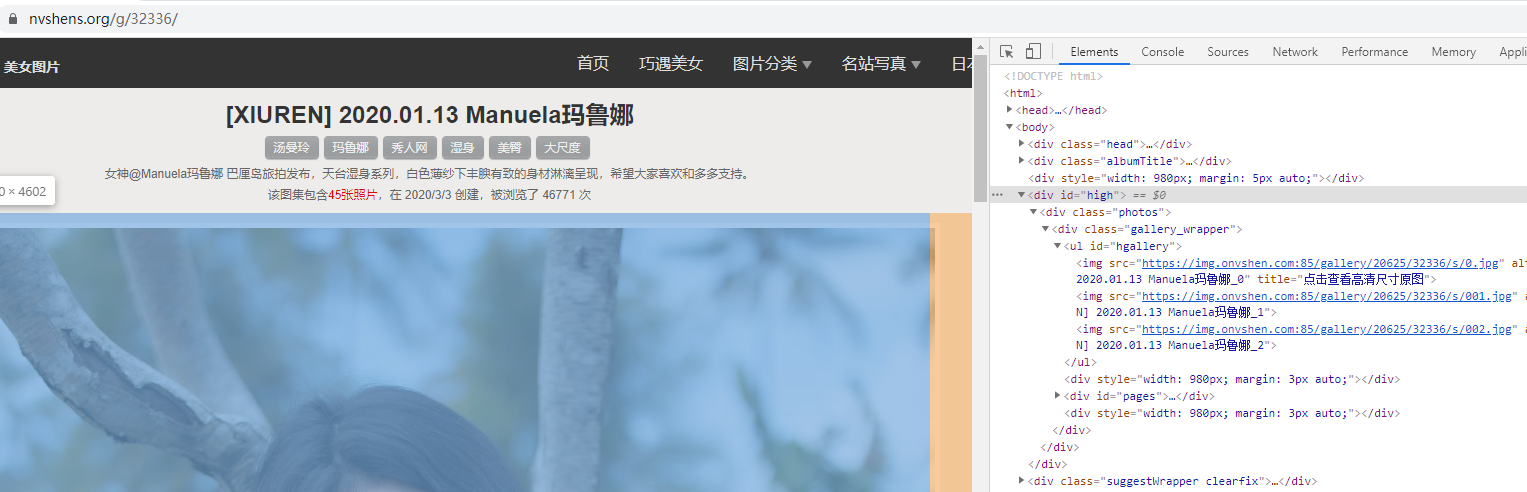 nvshens.org/g/32336/
美女图片 首页 巧遇美女 图片分类 名站写真
[XIUREN] 2020.01.13 Manuela玛鲁娜
汤曼玲 玛鲁娜 秀人网 湿身 美臀 大尺度
女神@Manuela玛鲁娜 巴厘岛旅拍发布，天台湿身系列，白色薄纱下丰腴有致的身材淋漓呈现，希望大家喜欢和多多支持。
该图集包含45张照片，在 2020/3/3 创建，被浏览了 46771 次
0 × 4602
Elements Console Sources Network Performance Memory Appli
<!DOCTYPE html>
<html>
<head>…</head>
<body>
<div class="head">…</div>
<div class="albumTitle">…</div>
<div style="width: 980px; margin: 5px auto;"></div>
<div id="high"> == $0
<div class="photos">
<div class="gallery_wrapper">
<ul id="hgallery">
<img src="https://img.onvshen.com:85/gallery/20625/32336/s/0.jpg" alt
2020.01.13 Manuela玛鲁娜_0" title="点击查看高清尺寸原图">
<img src="https://img.onvshen.com:85/gallery/20625/32336/s/001.jpg" a
N] 2020.01.13 Manuela玛鲁娜_1">
<img src="https://img.onvshen.com:85/gallery/20625/32336/s/002.jpg" a
N] 2020.01.13 Manuela玛鲁娜_2">
</ul>
<div style="width: 980px; margin: 3px auto;"></div>
<div id="pages">…</div>
<div style="width: 980px; margin: 3px auto;"></div>
</div>
</div>
</div>
<div class="suggestWrapper clearfix">…</div>